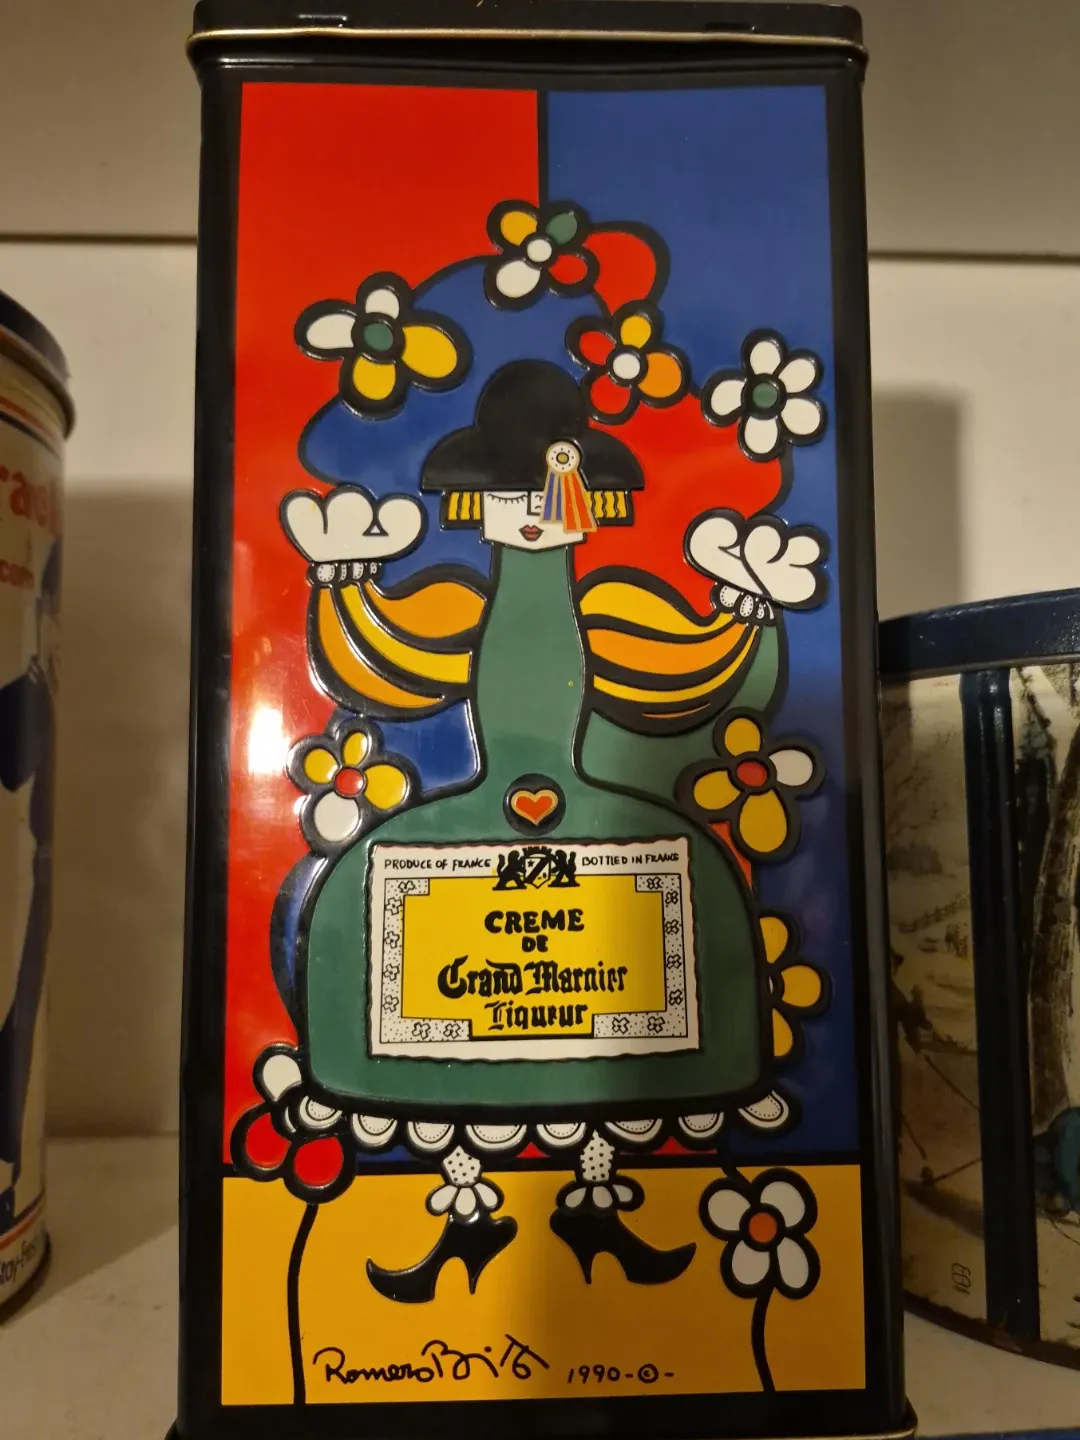 PRODUCE OF FRANCE BOTTLED IN FRANCE
CREME
DE
Grand Marnier
Liqueur
Romero Britto 1990-©-